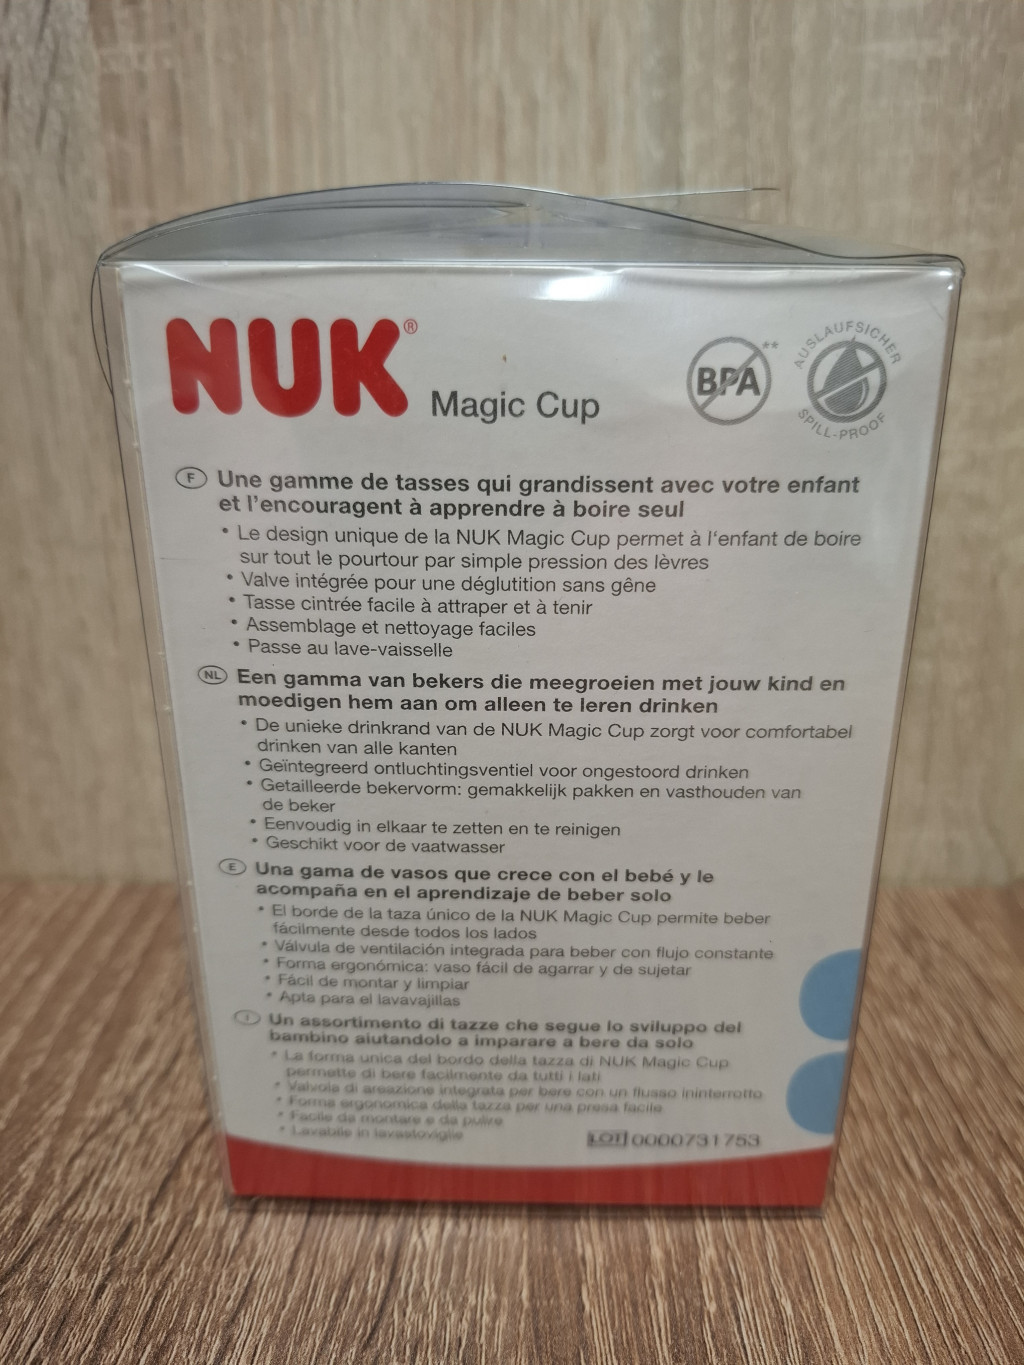 NUK®
Magic Cup
BPA**
AUSLAUFSICHER
SPILL-PROOF
F Une gamme de tasses qui grandissent avec votre enfant
et l'encouragent à apprendre à boire seul
• Le design unique de la NUK Magic Cup permet à l'enfant de boire
sur tout le pourtour par simple pression des lèvres
• Valve intégrée pour une déglutition sans gêne
• Tasse cintrée facile à attraper et à tenir
• Assemblage et nettoyage faciles
• Passe au lave-vaisselle
NL Een gamma van bekers die meegroeien met jouw kind en
moedigen hem aan om alleen te leren drinken
• De unieke drinkrand van de NUK Magic Cup zorgt voor comfortabel
drinken van alle kanten
• Geïntegreerd ontluchtingsventiel voor ongestoord drinken
• Getailleerde bekervorm: gemakkelijk pakken en vasthouden van
de beker
• Eenvoudig in elkaar te zetten en te reinigen
• Geschikt voor de vaatwasser
E Una gama de vasos que crece con el bebé y le
acompaña en el aprendizaje de beber solo
• El borde de la taza único de la NUK Magic Cup permite beber
fácilmente desde todos los lados
• Válvula de ventilación integrada para beber con flujo constante
• Forma ergonómica: vaso fácil de agarrar y de sujetar
• Fácil de montar y limpiar
• Apta para el lavavajillas
I Un assortimento di tazze che segue lo sviluppo del
bambino aiutandolo a imparare a bere da solo
• La forma unica del bordo della tazza di NUK Magic Cup
permette di bere facilmente da tutti i lati
• Valvola di areazione integrata per bere con un flusso ininterrotto
• Forma ergonomica della tazza per una presa facile
• Facile da montare e da pulire
• Lavabile in lavastoviglie
LOT 0000731753